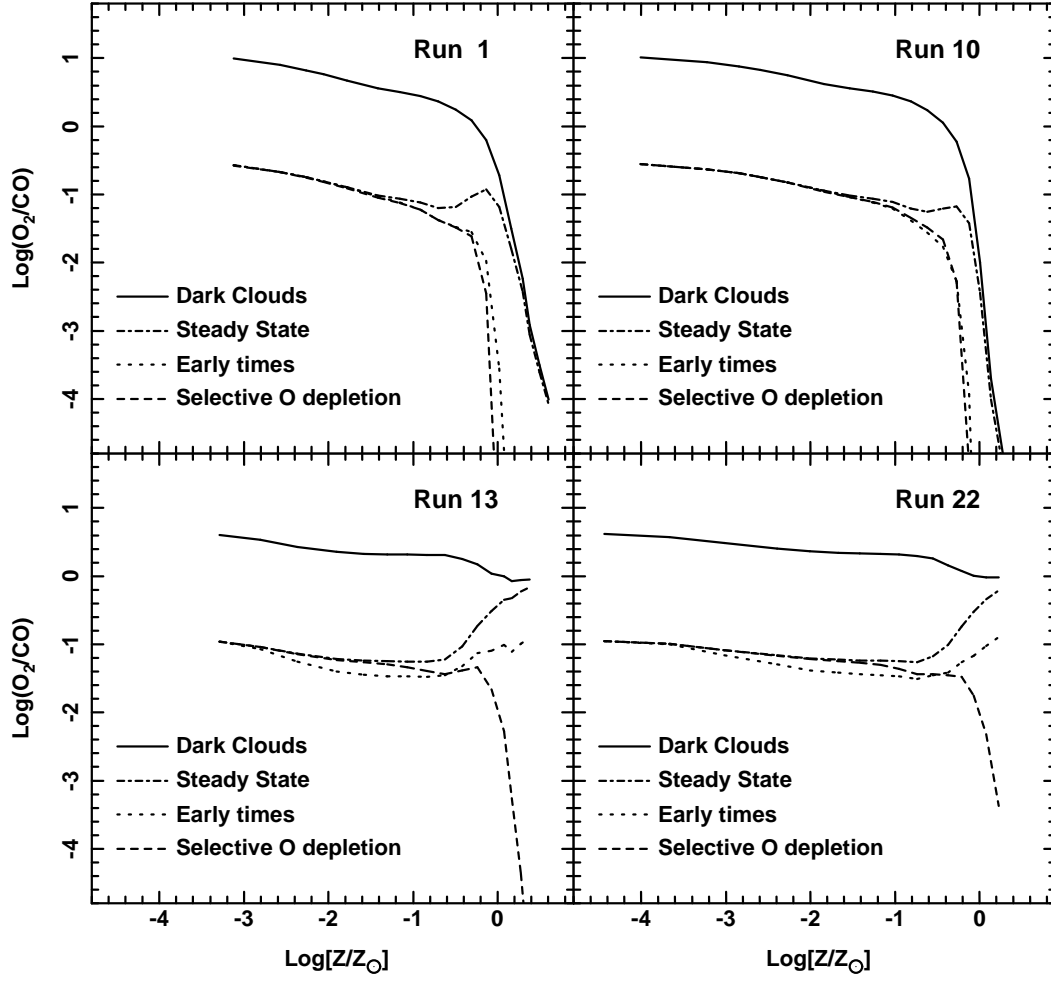 Run 1
Run 10
1
0
-1
-2
-3
-4
Log(O2/CO)
Dark Clouds
Steady State
Early times
Selective O depletion
Dark Clouds
Steady State
Early times
Selective O depletion
Run 13
Run 22
1
0
-1
-2
-3
-4
Log(O2/CO)
Dark Clouds
Steady State
Early times
Selective O depletion
Dark Clouds
Steady State
Early times
Selective O depletion
-4 -3 -2 -1 0
-4 -3 -2 -1 0
Log[Z/Z☉]
Log[Z/Z☉]